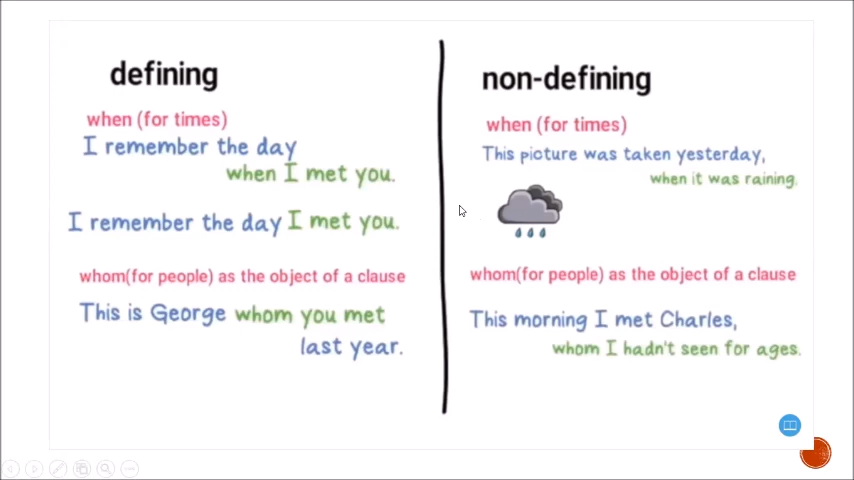 defining
when (for times)
I remember the day
when I met you.
I remember the day I met you.
whom(for people) as the object of a clause
This is George whom you met
last year.
non-defining
when (for times)
This picture was taken yesterday,
when it was raining.
whom(for people) as the object of a clause
This morning I met Charles,
whom I hadn't seen for ages.